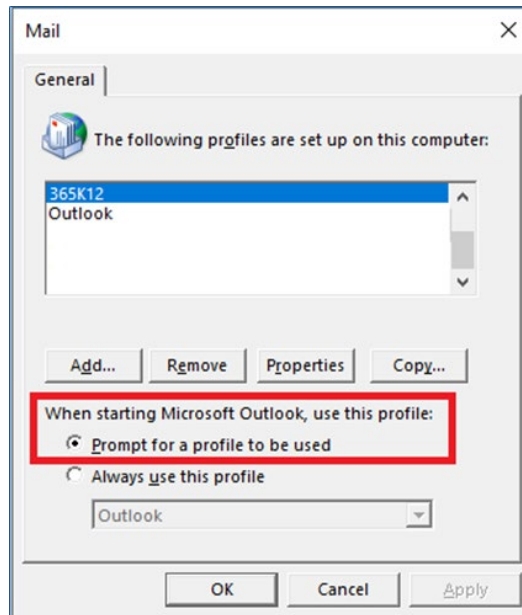 Mail
General
The following profiles are set up on this computer:
365K12
Outlook
Add... Remove Properties Copy...
When starting Microsoft Outlook, use this profile:
Prompt for a profile to be used
Always use this profile
Outlook
OK Cancel Apply